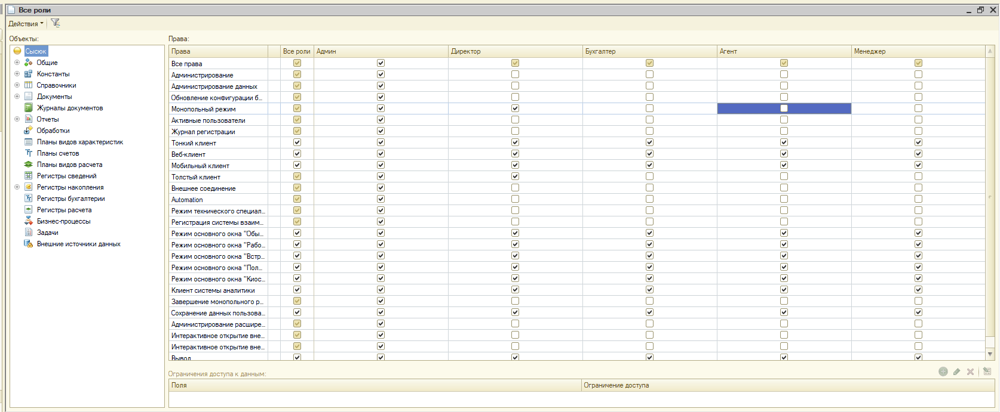 Все роли
Действия
Объекты:
Права:
Сысюк
Общие
Константы
Справочники
Документы
Журналы документов
Отчеты
Обработки
Планы видов характеристик
Планы счетов
Планы видов расчета
Регистры сведений
Регистры накопления
Регистры бухгалтерии
Регистры расчета
Бизнес-процессы
Задачи
Внешние источники данных
Права Все роли Админ Директор Бухгалтер Агент Менеджер
Все права
Администрирование
Администрирование данных
Обновление конфигурации б...
Монопольный режим
Активные пользователи
Журнал регистрации
Тонкий клиент
Веб-клиент
Мобильный клиент
Толстый клиент
Внешнее соединение
Automation
Режим технического специал...
Регистрация системы взаим...
Режим основного окна "Обы...
Режим основного окна "Рабо...
Режим основного окна "Встр...
Режим основного окна "Пол...
Режим основного окна "Киос...
Клиент системы аналитики
Завершение монопольного р...
Сохранение данных пользова...
Администрирование расшире...
Интерактивное открытие вне...
Интерактивное открытие вне...
Вывод
Ограничения доступа к данным:
Поля Ограничение доступа